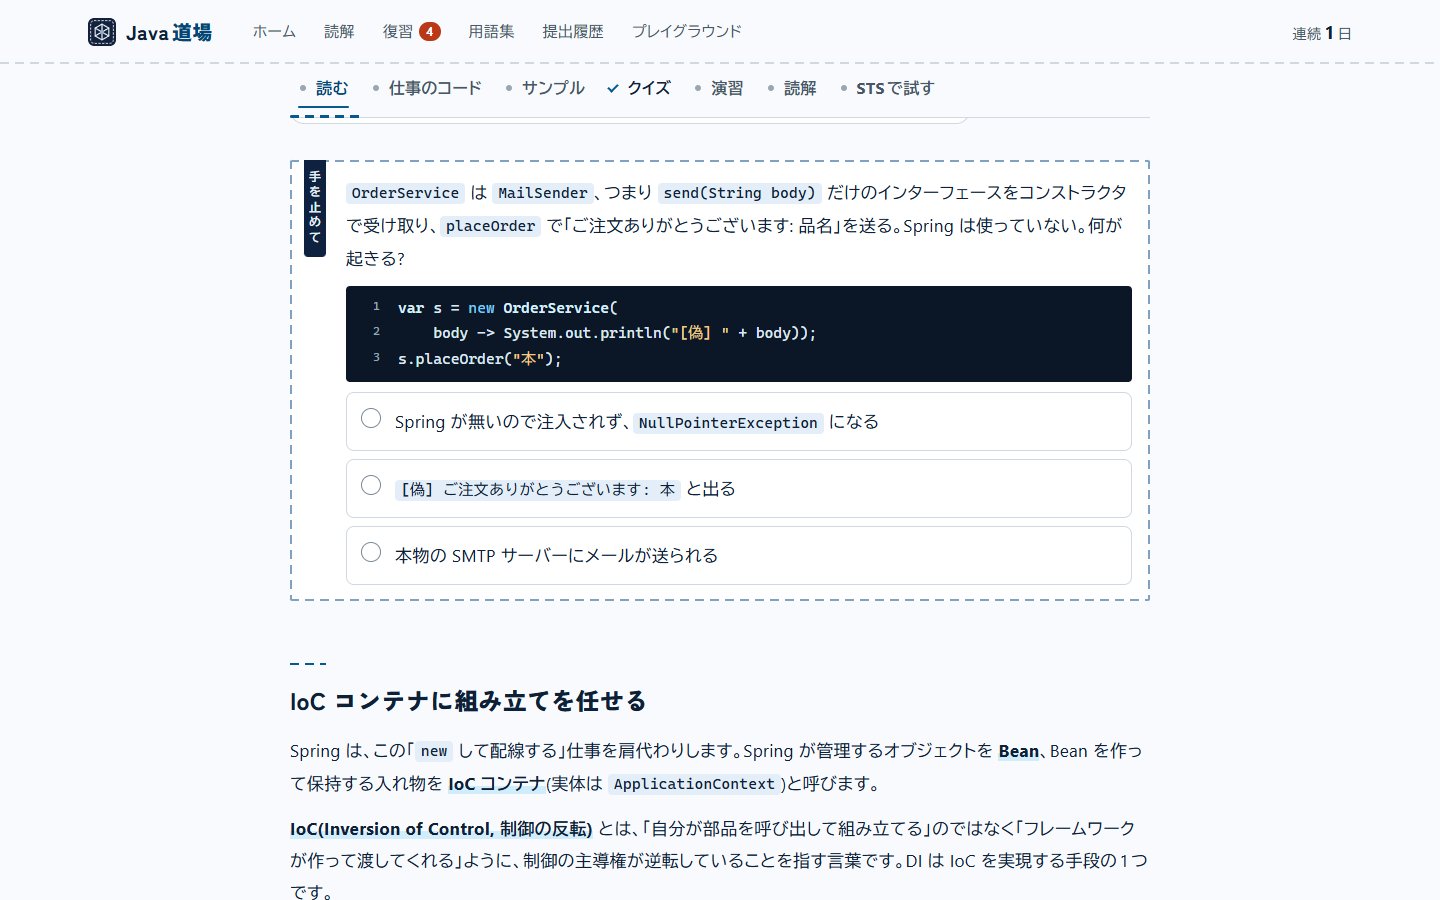 Java道場 ホーム 読解 復習 4 用語集 提出履歴 プレイグラウンド 連続 1 日
読む 仕事のコード サンプル クイズ 演習 読解 STSで試す
手を止めて
OrderService は MailSender、つまり send(String body) だけのインターフェースをコンストラクタ
で受け取り、placeOrder で「ご注文ありがとうございます: 品名」を送る。Spring は使っていない。何が
起きる?
1 var s = new OrderService(
2 body -> System.out.println("[偽] " + body));
3 s.placeOrder("本");
Spring が無いので注入されず、NullPointerException になる
[偽] ご注文ありがとうございます: 本 と出る
本物の SMTP サーバーにメールが送られる
IoC コンテナに組み立てを任せる
Spring は、この「new して配線する」仕事を肩代わりします。Spring が管理するオブジェクトを Bean、Bean を作っ
て保持する入れ物を IoC コンテナ(実体は ApplicationContext)と呼びます。
IoC(Inversion of Control, 制御の反転) とは、「自分が部品を呼び出して組み立てる」のではなく「フレームワーク
が作って渡してくれる」ように、制御の主導権が逆転していることを指す言葉です。DI は IoC を実現する手段の1つ
です。